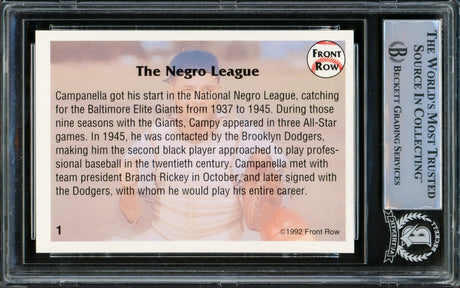 FRONT
ROW
The Negro League
Campanella got his start in the National Negro League, catching
for the Baltimore Elite Giants from 1937 to 1945. During those
nine seasons with the Giants, Campy appeared in three All-Star
games. In 1945, he was contacted by the Brooklyn Dodgers,
making him the second black player approached to play profes-
sional baseball in the twentieth century. Campanella met with
team president Branch Rickey in October, and later signed with
the Dodgers, with whom he would play his entire career.
1
©1992 Front Row
THE WORLD'S MOST TRUSTED
SOURCE IN COLLECTING™
BECKETT GRADING SERVICES
BECKETT